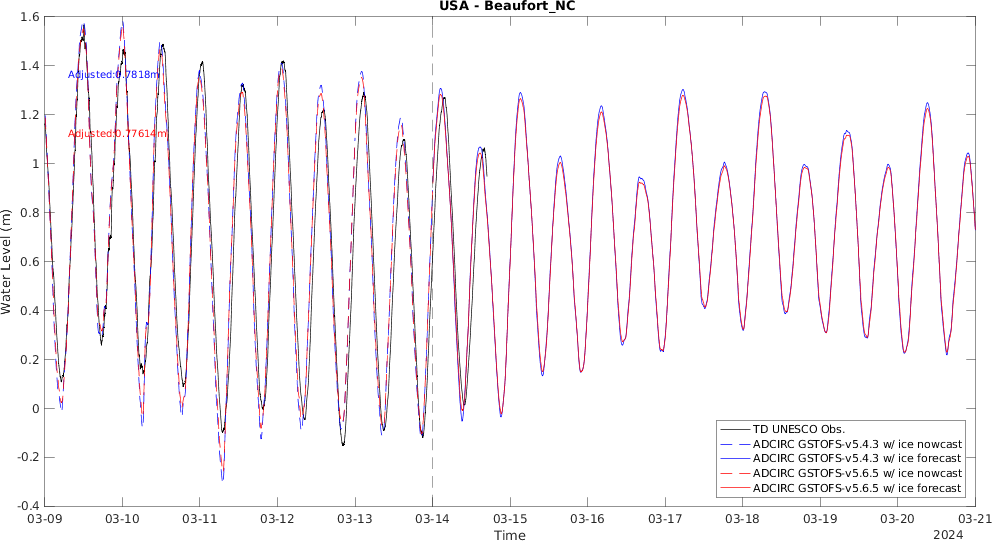 USA - Beaufort_NC
1.6
1.4
1.2
1
0.8
0.6
0.4
0.2
0
-0.2
-0.4
Water Level (m)
Adjusted:0.7818m
Adjusted:0.77614m
TD UNESCO Obs.
ADCIRC GSTOFS-v5.4.3 w/ ice nowcast
ADCIRC GSTOFS-v5.4.3 w/ ice forecast
ADCIRC GSTOFS-v5.6.5 w/ ice nowcast
ADCIRC GSTOFS-v5.6.5 w/ ice forecast
03-09 03-10 03-11 03-12 03-13 03-14 03-15 03-16 03-17 03-18 03-19 03-20 03-21
Time
2024